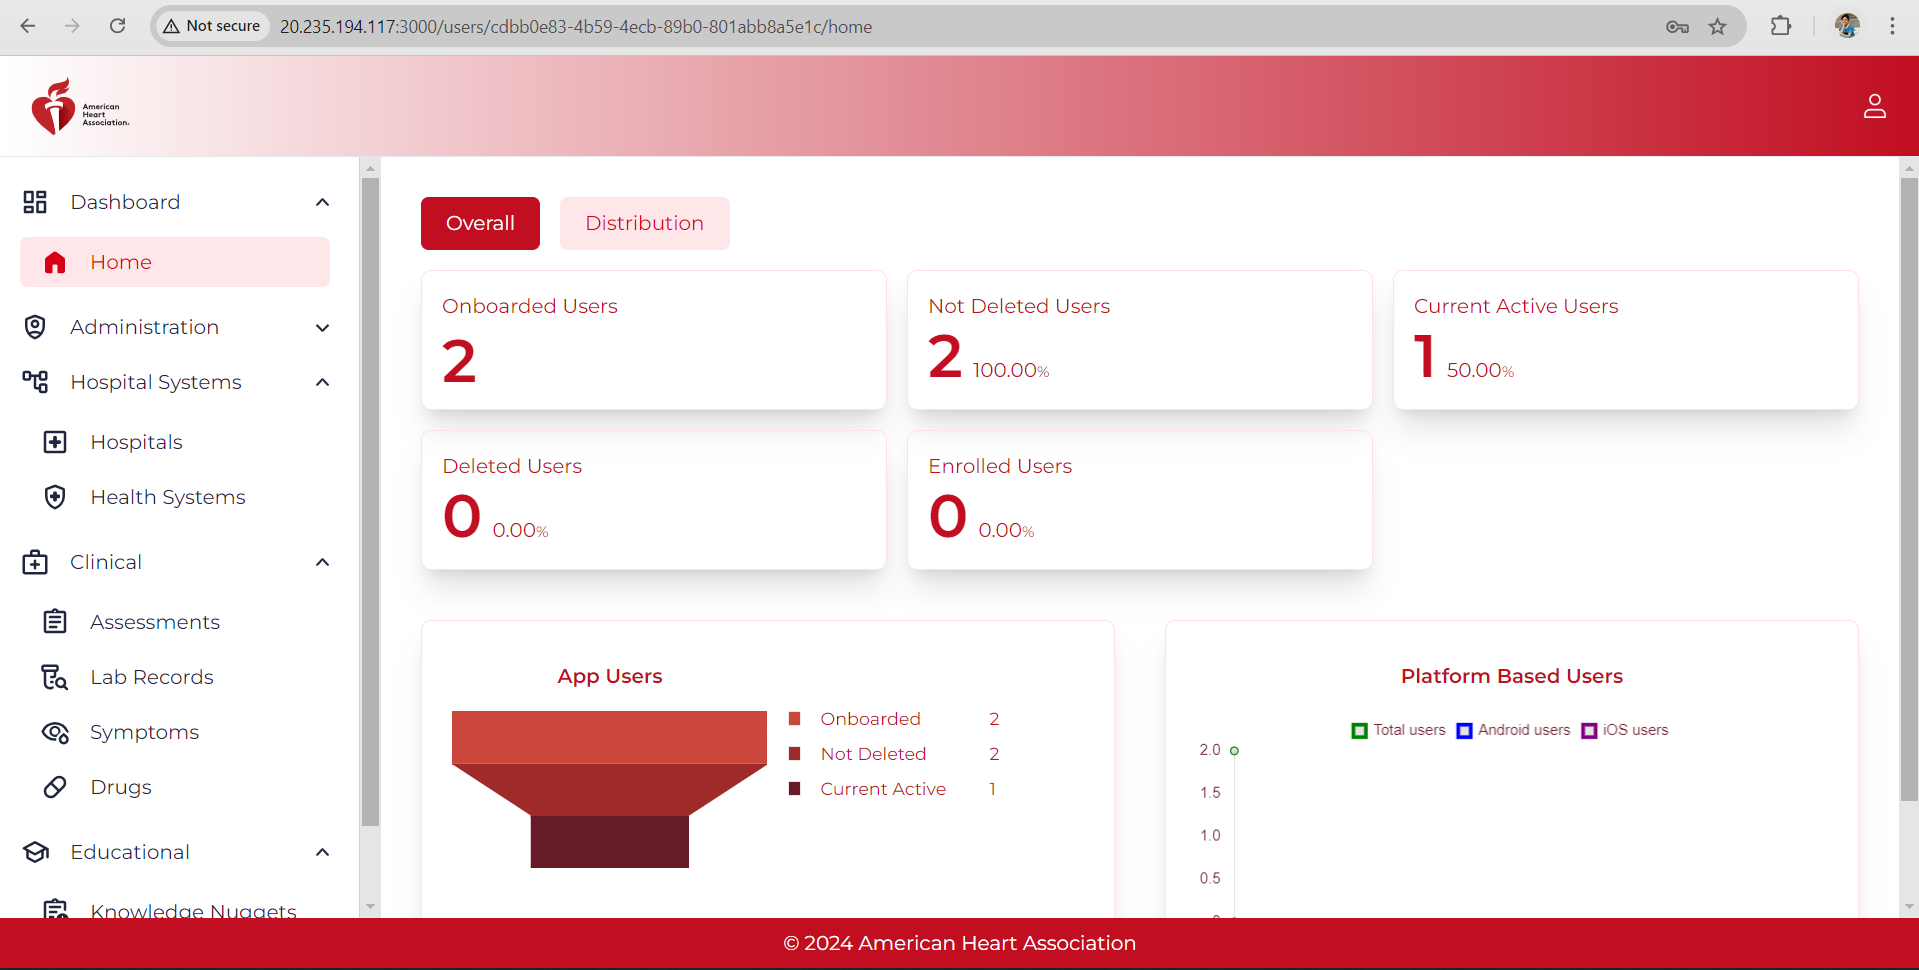 Not secure
20.235.194.117:3000/users/cdbb0e83-4b59-4ecb-89b0-801abb8a5e1c/home
American
Heart
Association.
Dashboard
Home
Administration
Hospital Systems
Hospitals
Health Systems
Clinical
Assessments
Lab Records
Symptoms
Drugs
Educational
Knowledge Nuggets
Overall
Distribution
Onboarded Users
2
Not Deleted Users
2 100.00%
Current Active Users
1 50.00%
Deleted Users
0 0.00%
Enrolled Users
0 0.00%
App Users
Onboarded 2
Not Deleted 2
Current Active 1
Platform Based Users
Total users Android users iOS users
2.0
1.5
1.0
0.5
© 2024 American Heart Association